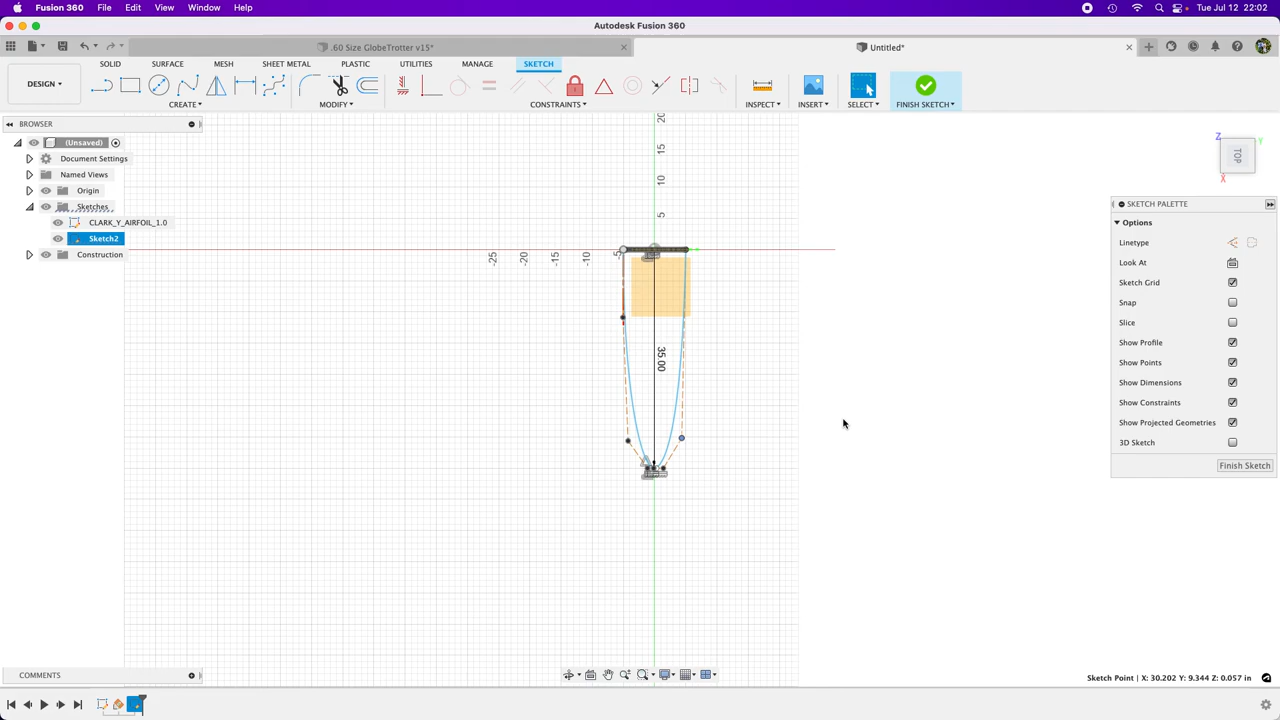 Fusion 360 File Edit View Window Help Tue Jul 12 22:02
Autodesk Fusion 360
.60 Size GlobeTrotter v15* Untitled*
SOLID SURFACE MESH SHEET METAL PLASTIC UTILITIES MANAGE SKETCH
DESIGN
CREATE MODIFY CONSTRAINTS INSPECT INSERT SELECT FINISH SKETCH
BROWSER
(Unsaved)
Document Settings
Named Views
Origin
Sketches
CLARK_Y_AIRFOIL_1.0
Sketch2
Construction
20
15
10
5
-25 -20 -15 -10 -5
35.00
Z Y
TOP
X
SKETCH PALETTE
Options
Linetype
Look At
Sketch Grid
Snap
Slice
Show Profile
Show Points
Show Dimensions
Show Constraints
Show Projected Geometries
3D Sketch
Finish Sketch
COMMENTS
Sketch Point | X: 30.202 Y: 9.344 Z: 0.057 in